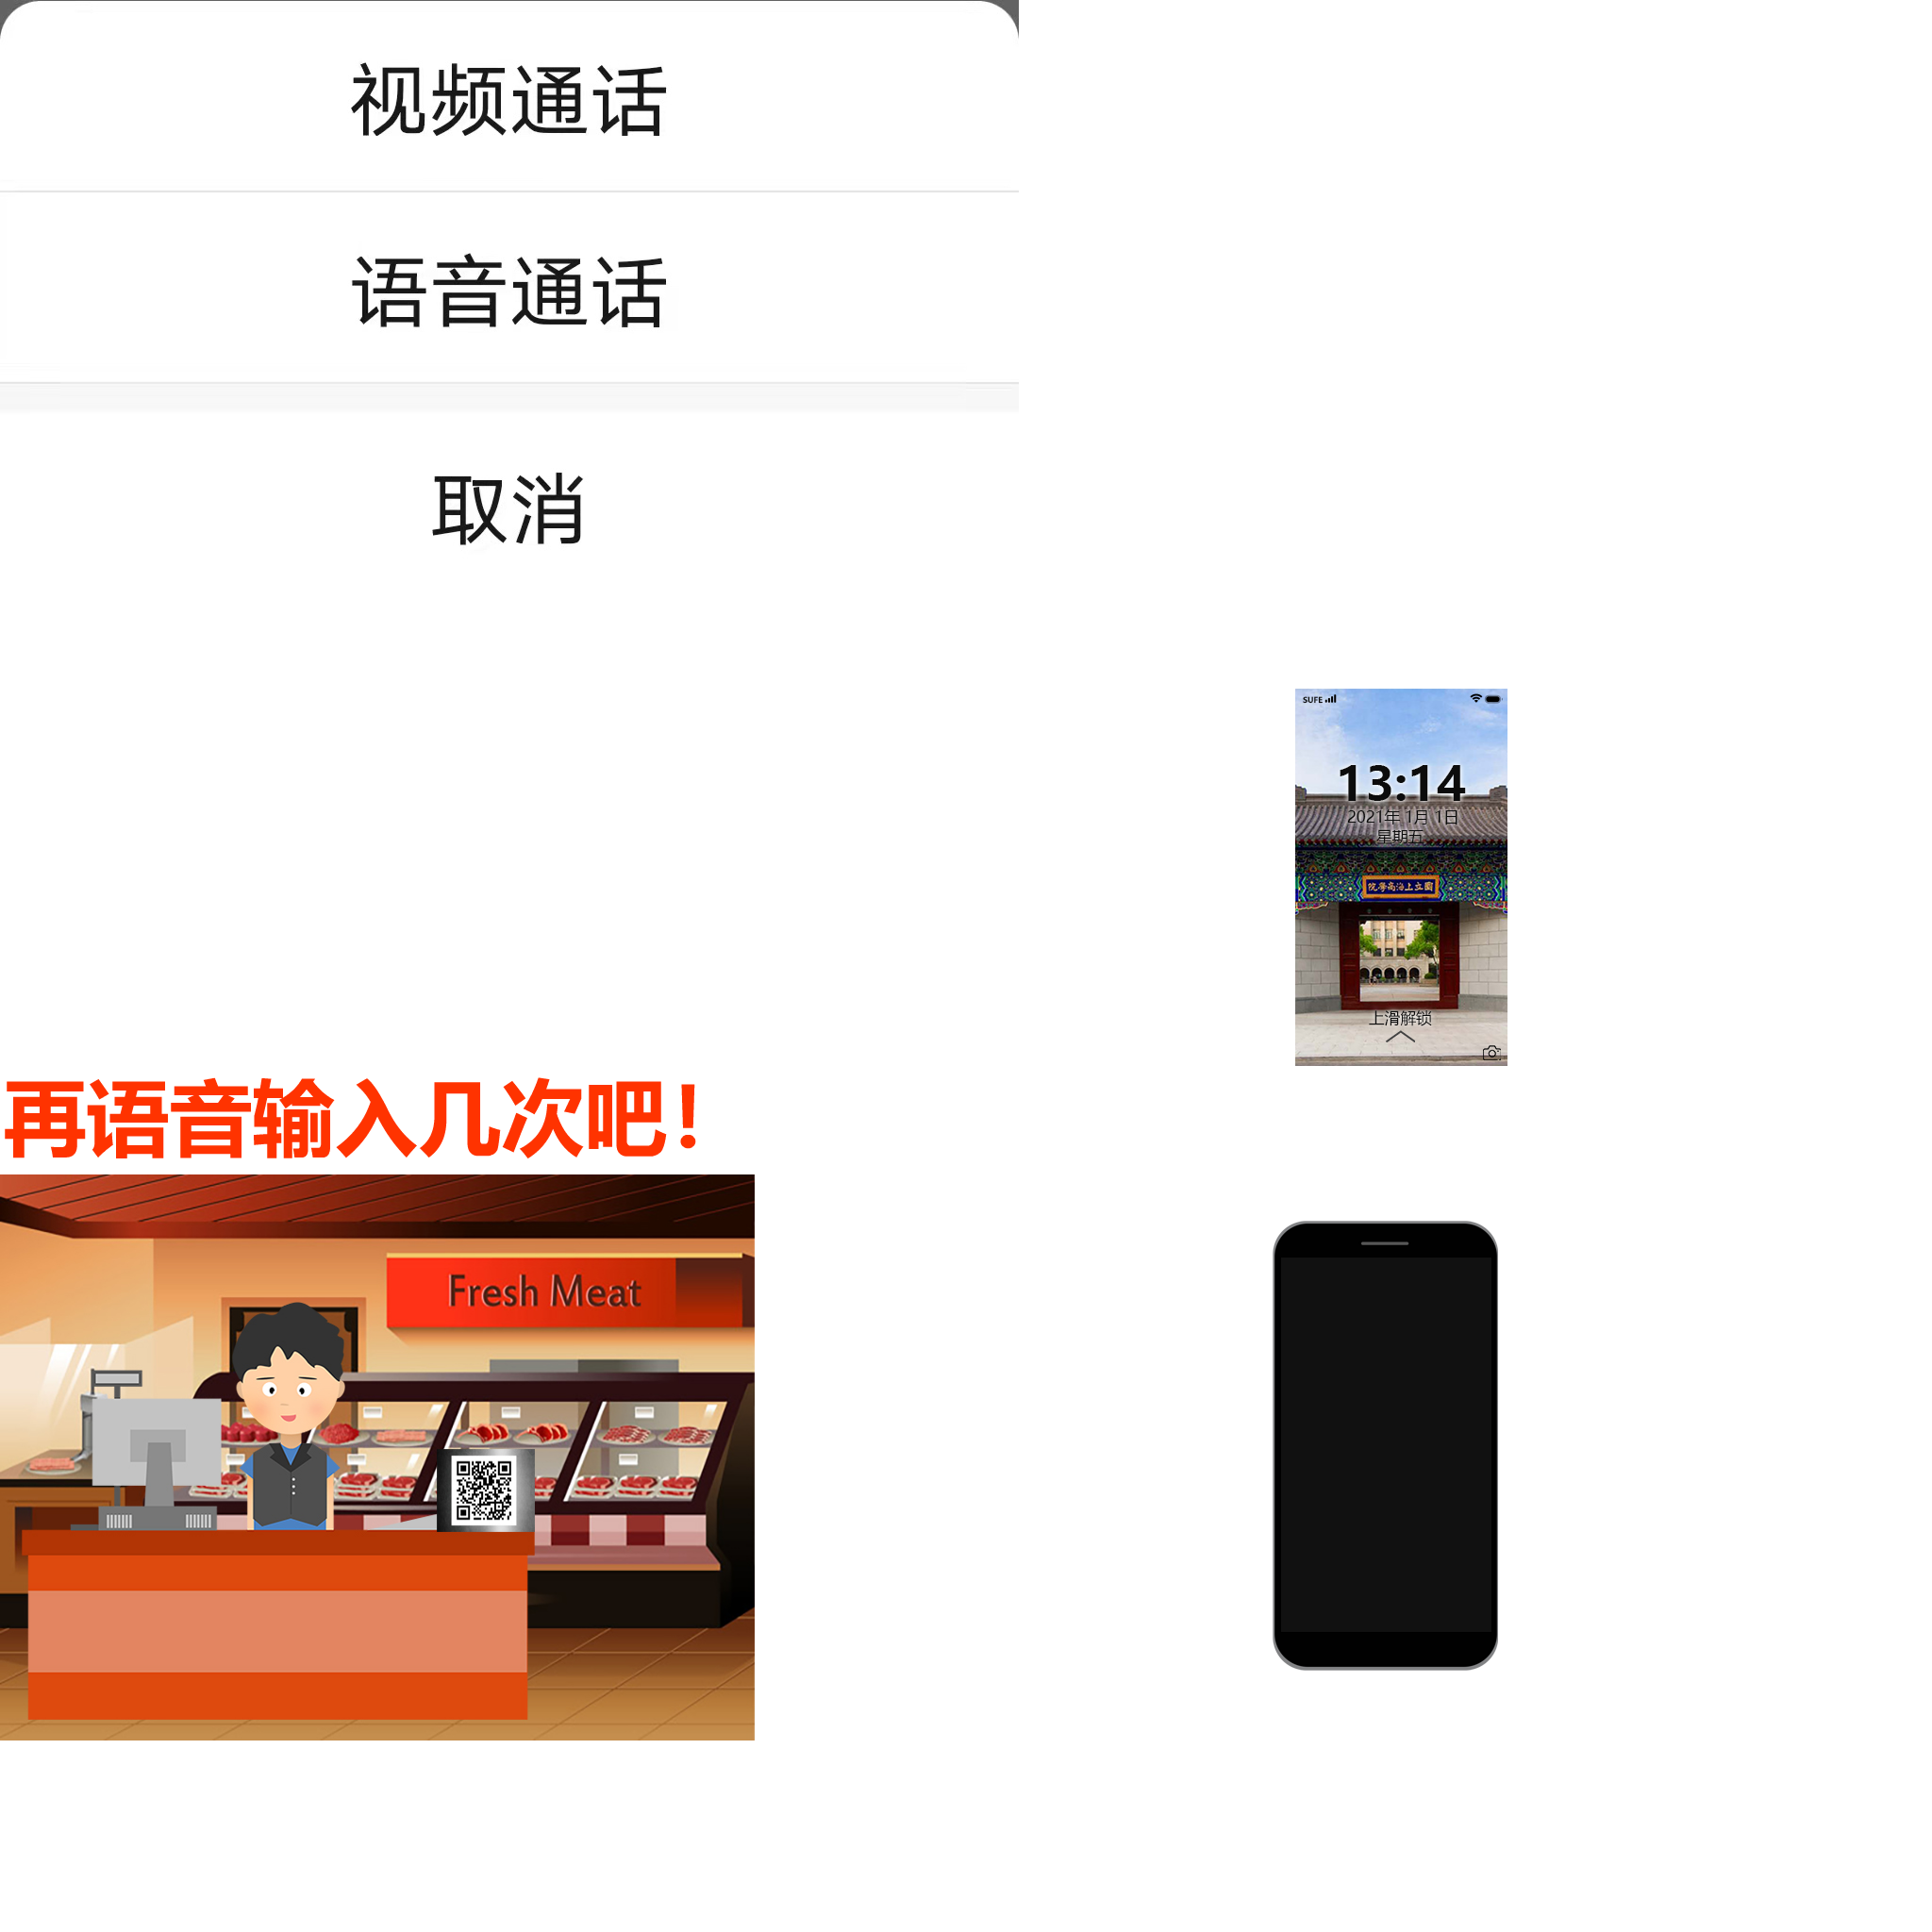 视频通话
语音通话
取消
SUFE
13:14
2021年 1月 1日
星期五
院學高海上立國
上滑解锁
再语音输入几次吧！
Fresh Meat